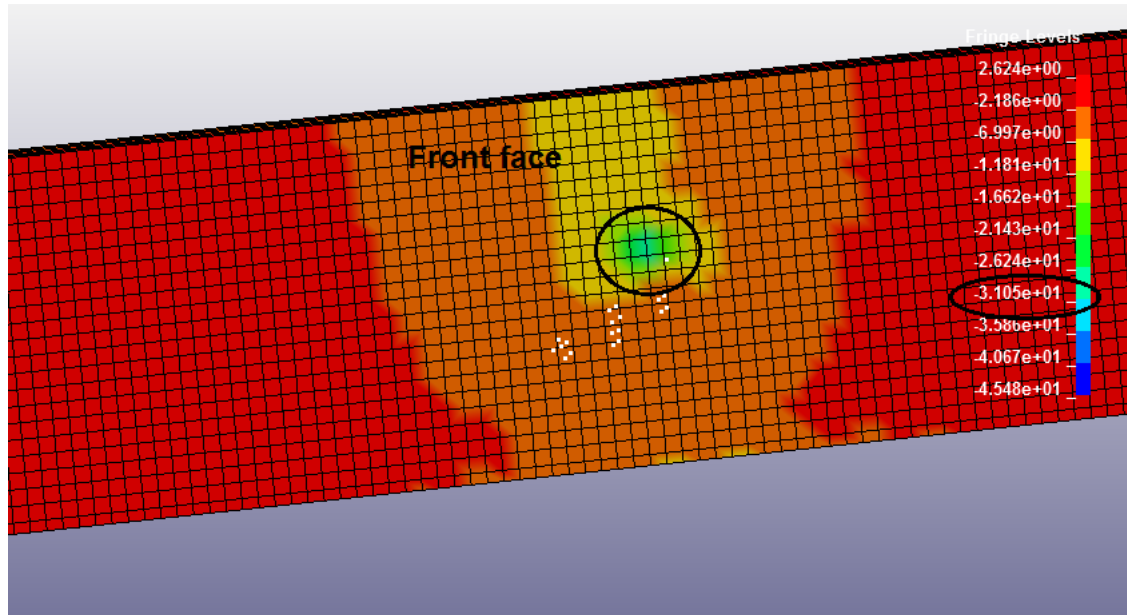 Fringe Levels
2.624e+00
-2.186e+00
-6.997e+00
-1.181e+01
-1.662e+01
-2.143e+01
-2.624e+01
-3.105e+01
-3.586e+01
-4.067e+01
-4.548e+01
Front face